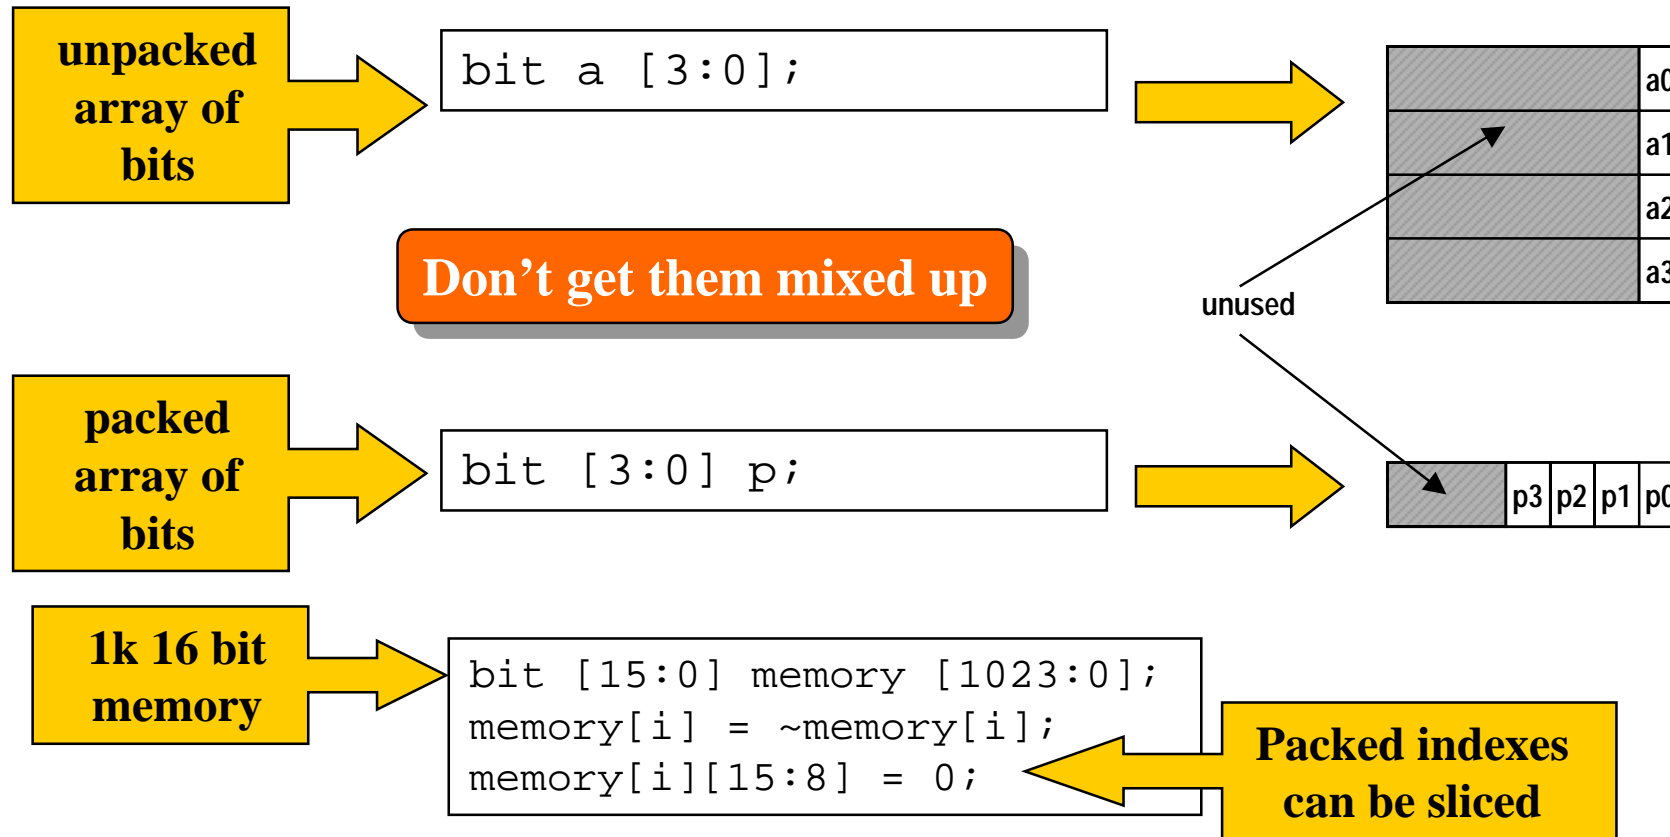 unpacked
array of
bits
bit a [3:0];
a0
a1
a2
a3
Don't get them mixed up
unused
packed
array of
bits
bit [3:0] p;
p3 p2 p1 p0
1k 16 bit
memory
bit [15:0] memory [1023:0];
memory[i] = ~memory[i];
memory[i][15:8] = 0;
Packed indexes
can be sliced